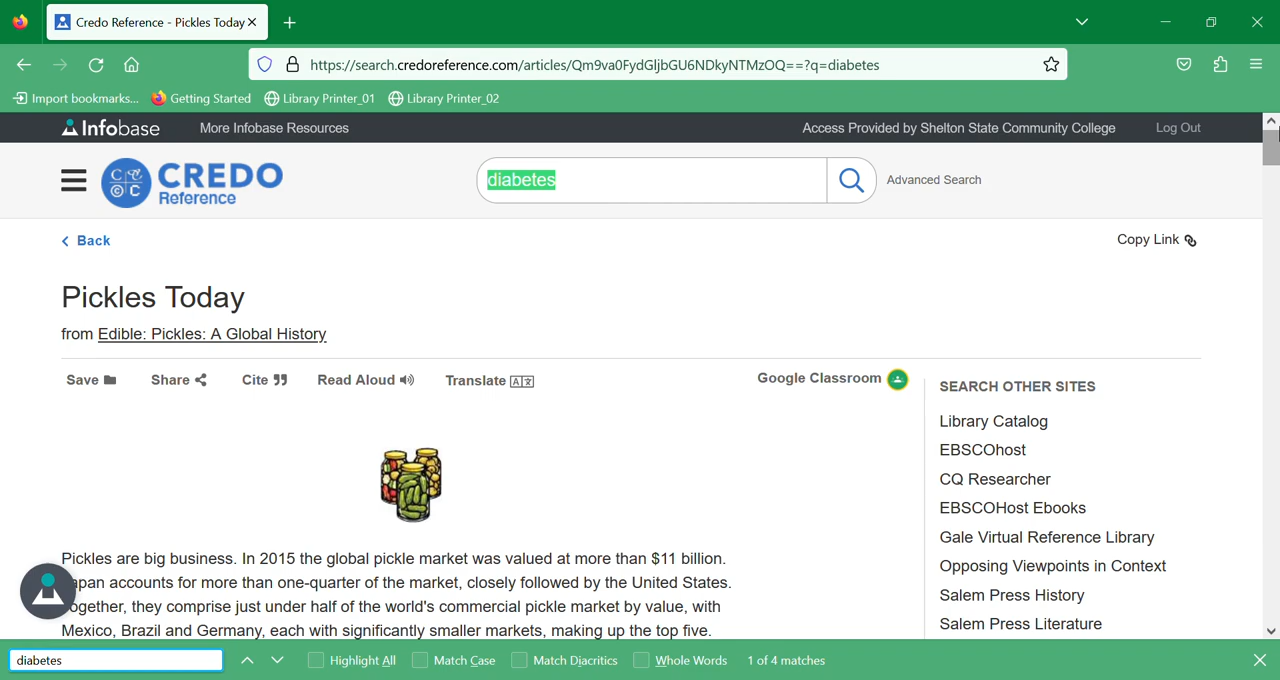 Credo Reference - Pickles Today
https://search.credoreference.com/articles/Qm9va0FydGljbGU6NDkyNTMzOQ==?q=diabetes
Import bookmarks... Getting Started Library Printer_01 Library Printer_02
Infobase More Infobase Resources Access Provided by Shelton State Community College Log Out
CREDO Reference
diabetes Advanced Search
Back Copy Link
Pickles Today
from Edible: Pickles: A Global History
Save Share Cite Read Aloud Translate Google Classroom
Pickles are big business. In 2015 the global pickle market was valued at more than $11 billion.
apan accounts for more than one-quarter of the market, closely followed by the United States.
ogether, they comprise just under half of the world's commercial pickle market by value, with
Mexico, Brazil and Germany, each with significantly smaller markets, making up the top five.
SEARCH OTHER SITES
Library Catalog
EBSCOhost
CQ Researcher
EBSCOHost Ebooks
Gale Virtual Reference Library
Opposing Viewpoints in Context
Salem Press History
Salem Press Literature
diabetes Highlight All Match Case Match Diacritics Whole Words 1 of 4 matches